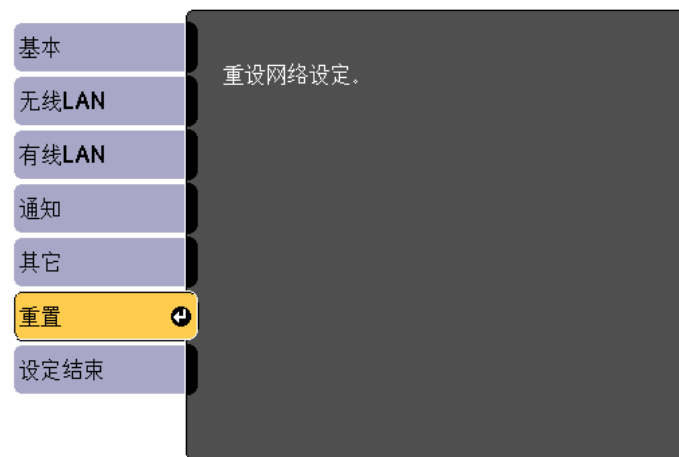 基本
无线LAN
有线LAN
通知
其它
重置
设定结束
重设网络设定。